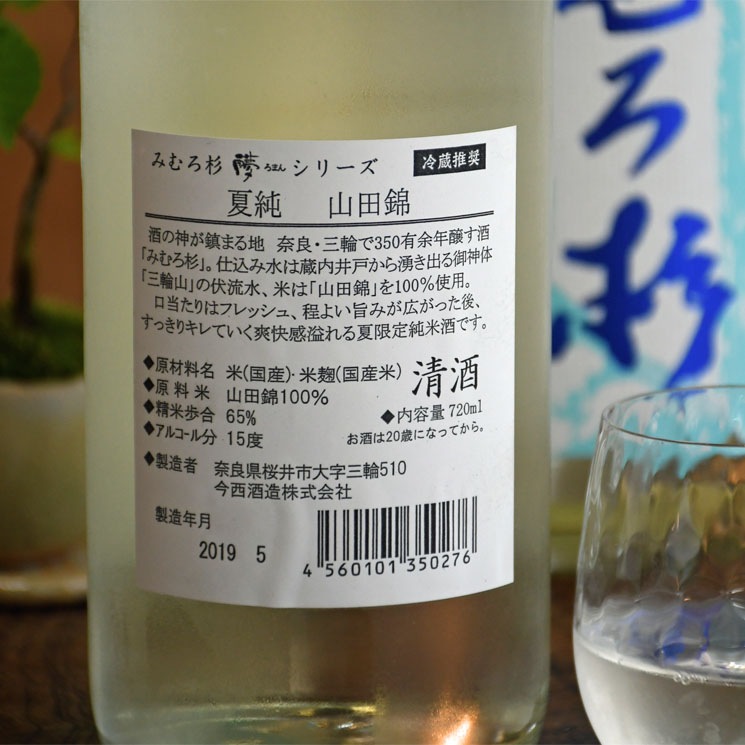 みむろ杉 夢 ろまん シリーズ 冷蔵推奨
夏純 山田錦
酒の神が鎮まる地 奈良・三輪で350有余年醸す酒
「みむろ杉」。仕込み水は蔵内井戸から湧き出る御神体
「三輪山」の伏流水、米は「山田錦」を100%使用。
口当たりはフレッシュ、程よい旨みが広がった後、
すっきりキレていく爽快感溢れる夏限定純米酒です。
◆原材料名 米(国産)・米麹(国産米) 清酒
◆原料米 山田錦100%
◆精米歩合 65% ◆内容量 720ml
◆アルコール分 15度 お酒は20歳になってから。
◆製造者 奈良県桜井市大字三輪510
今西酒造株式会社
製造年月
2019 5
4 560101 350276
むろ杉